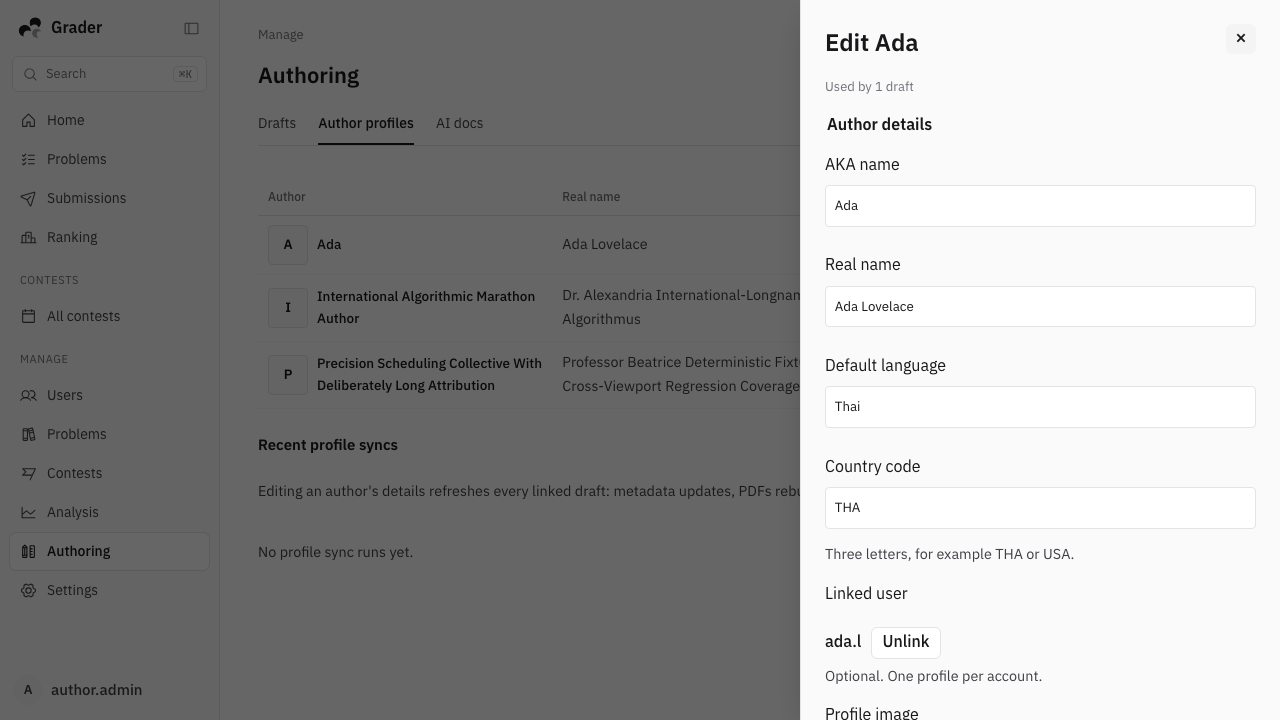 Grader
Search ⌘K
Home
Problems
Submissions
Ranking
CONTESTS
All contests
MANAGE
Users
Problems
Contests
Analysis
Authoring
Settings
A author.admin
Manage
Authoring
Drafts Author profiles AI docs
Author Real name
A Ada Ada Lovelace
I International Algorithmic Marathon Author Dr. Alexandria International-Longnam
Algorithmus
P Precision Scheduling Collective With Deliberately Long Attribution Professor Beatrice Deterministic Fixt
Cross-Viewport Regression Coverage
Recent profile syncs
Editing an author's details refreshes every linked draft: metadata updates, PDFs rebu
No profile sync runs yet.
Edit Ada
×
Used by 1 draft
Author details
AKA name
Ada
Real name
Ada Lovelace
Default language
Thai
Country code
THA
Three letters, for example THA or USA.
Linked user
ada.l Unlink
Optional. One profile per account.
Profile image